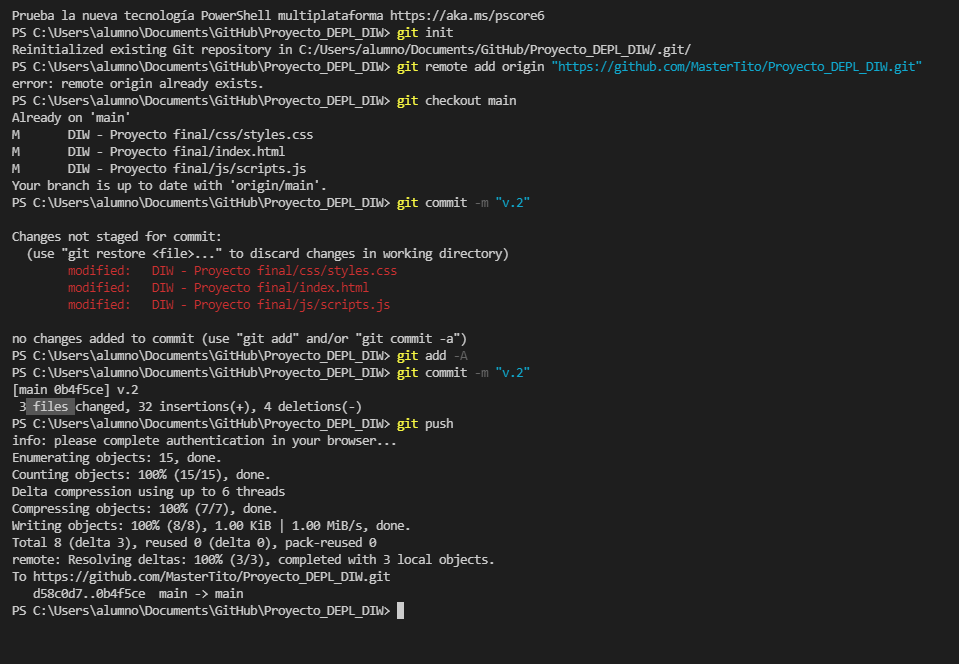 Prueba la nueva tecnología PowerShell multiplataforma https://aka.ms/pscore6
PS C:\Users\alumno\Documents\GitHub\Proyecto_DEPL_DIW> git init
Reinitialized existing Git repository in C:/Users/alumno/Documents/GitHub/Proyecto_DEPL_DIW/.git/
PS C:\Users\alumno\Documents\GitHub\Proyecto_DEPL_DIW> git remote add origin "https://github.com/MasterTito/Proyecto_DEPL_DIW.git"
error: remote origin already exists.
PS C:\Users\alumno\Documents\GitHub\Proyecto_DEPL_DIW> git checkout main
Already on 'main'
M       DIW - Proyecto final/css/styles.css
M       DIW - Proyecto final/index.html
M       DIW - Proyecto final/js/scripts.js
Your branch is up to date with 'origin/main'.
PS C:\Users\alumno\Documents\GitHub\Proyecto_DEPL_DIW> git commit -m "v.2"
Changes not staged for commit:
  (use "git restore <file>..." to discard changes in working directory)
        modified:   DIW - Proyecto final/css/styles.css
        modified:   DIW - Proyecto final/index.html
        modified:   DIW - Proyecto final/js/scripts.js
no changes added to commit (use "git add" and/or "git commit -a")
PS C:\Users\alumno\Documents\GitHub\Proyecto_DEPL_DIW> git add -A
PS C:\Users\alumno\Documents\GitHub\Proyecto_DEPL_DIW> git commit -m "v.2"
[main 0b4f5ce] v.2
 3 files changed, 32 insertions(+), 4 deletions(-)
PS C:\Users\alumno\Documents\GitHub\Proyecto_DEPL_DIW> git push
info: please complete authentication in your browser...
Enumerating objects: 15, done.
Counting objects: 100% (15/15), done.
Delta compression using up to 6 threads
Compressing objects: 100% (7/7), done.
Writing objects: 100% (8/8), 1.00 KiB | 1.00 MiB/s, done.
Total 8 (delta 3), reused 0 (delta 0), pack-reused 0
remote: Resolving deltas: 100% (3/3), completed with 3 local objects.
To https://github.com/MasterTito/Proyecto_DEPL_DIW.git
   d58c0d7..0b4f5ce  main -> main
PS C:\Users\alumno\Documents\GitHub\Proyecto_DEPL_DIW>